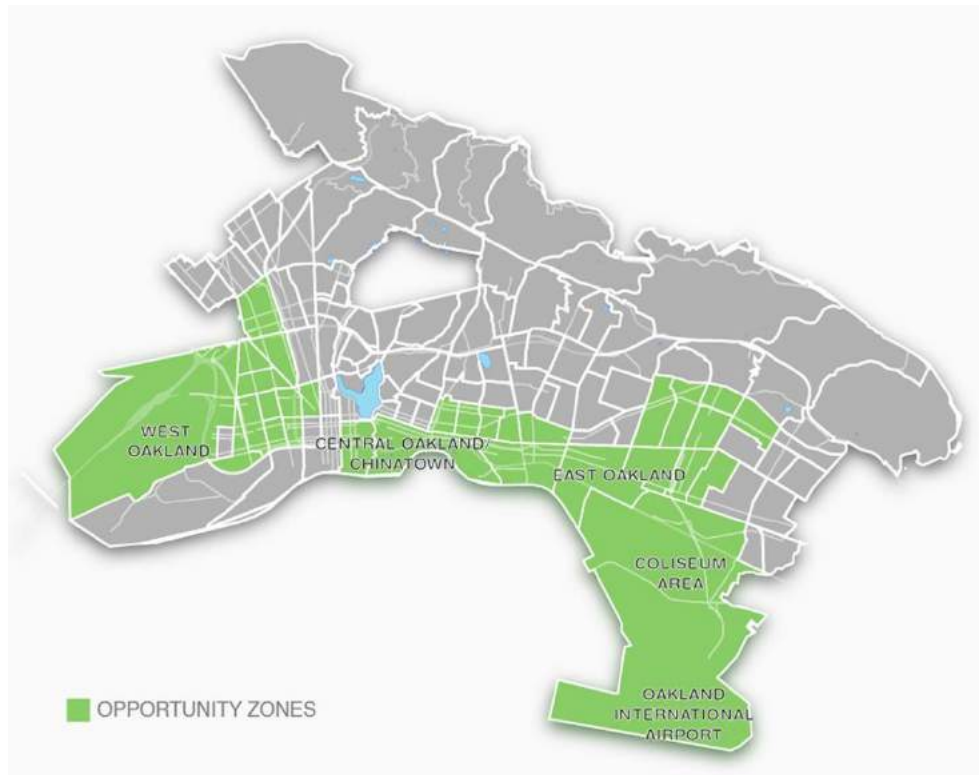 WEST
OAKLAND
CENTRAL OAKLAND/
CHINATOWN
EAST OAKLAND
COLISEUM
AREA
OAKLAND
INTERNATIONAL
AIRPORT
OPPORTUNITY ZONES